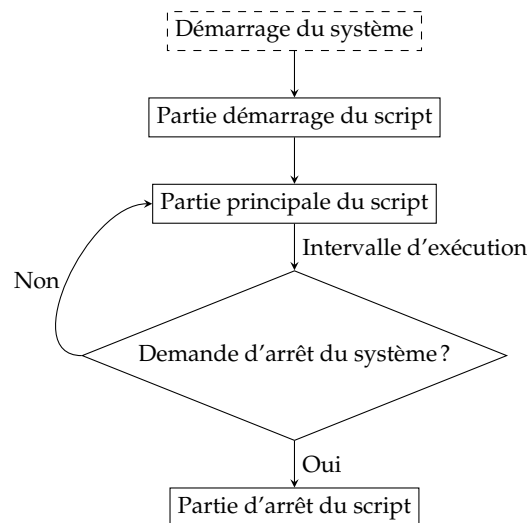 Démarrage du système
Partie démarrage du script
Partie principale du script
Intervalle d'exécution
Non
Demande d'arrêt du système ?
Oui
Partie d'arrêt du script